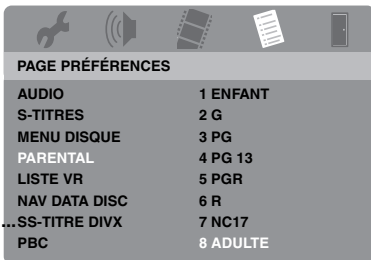 PAGE PRÉFÉRENCES
AUDIO 1 ENFANT
S-TITRES 2 G
MENU DISQUE 3 PG
PARENTAL 4 PG 13
LISTE VR 5 PGR
NAV DATA DISC 6 R
...SS-TITRE DIVX 7 NC17
PBC 8 ADULTE